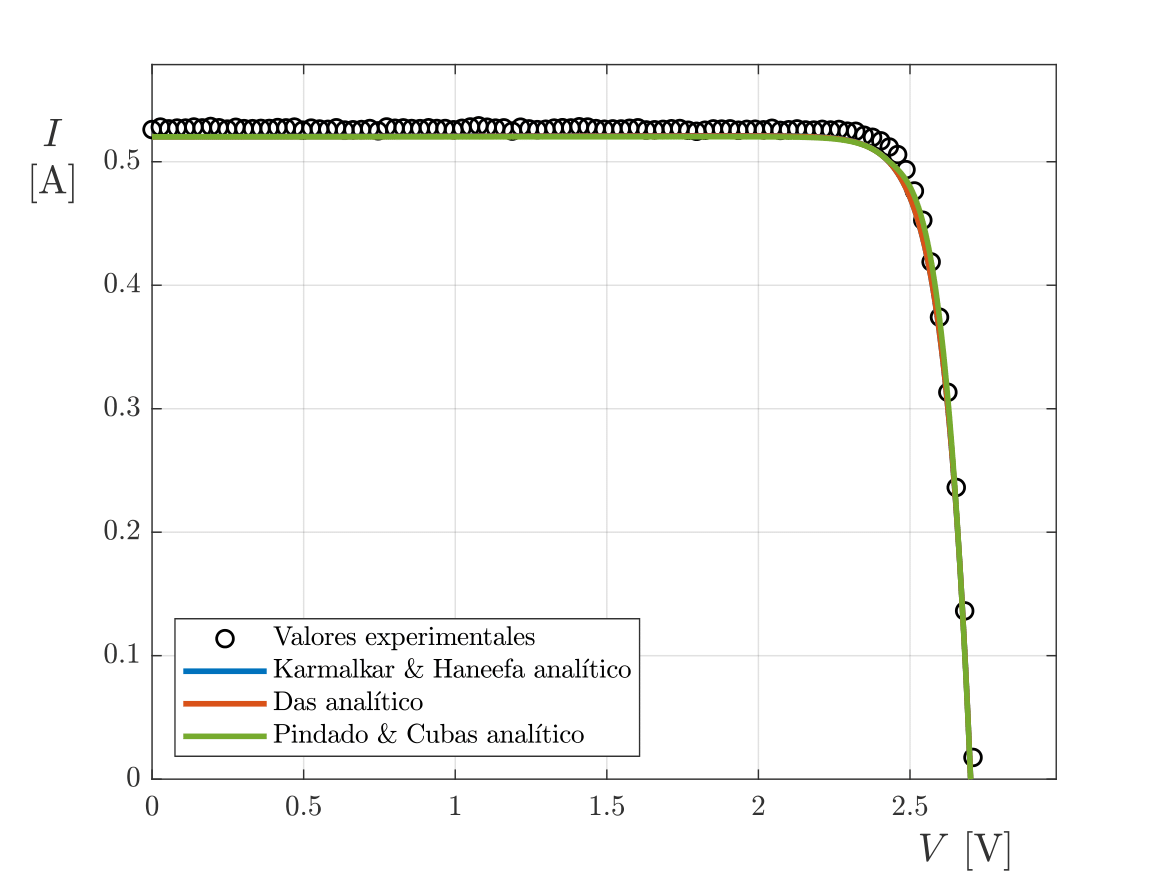 I
[A]
0.5
0.4
0.3
0.2
0.1
0
Valores experimentales
Karmalkar & Haneefa analítico
Das analítico
Pindado & Cubas analítico
0 0.5 1 1.5 2 2.5
V [V]